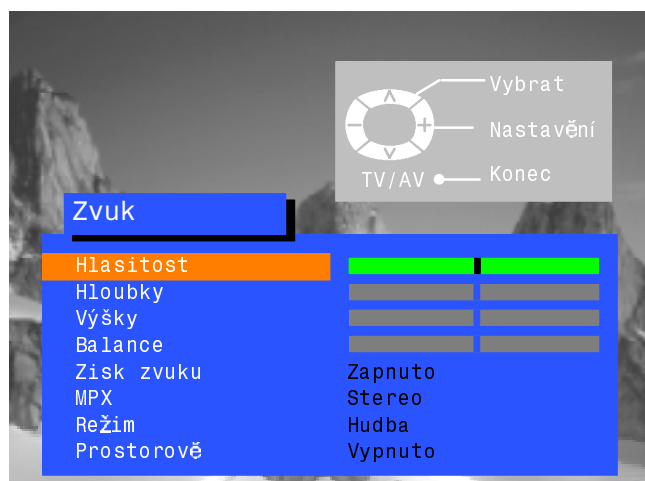 Vybrat
Nastavění
TV/AV Konec
Zvuk
Hlasitost
Hloubky
Výšky
Balance
Zisk zvuku Zapnuto
MPX Stereo
Režim Hudba
Prostorově Vypnuto